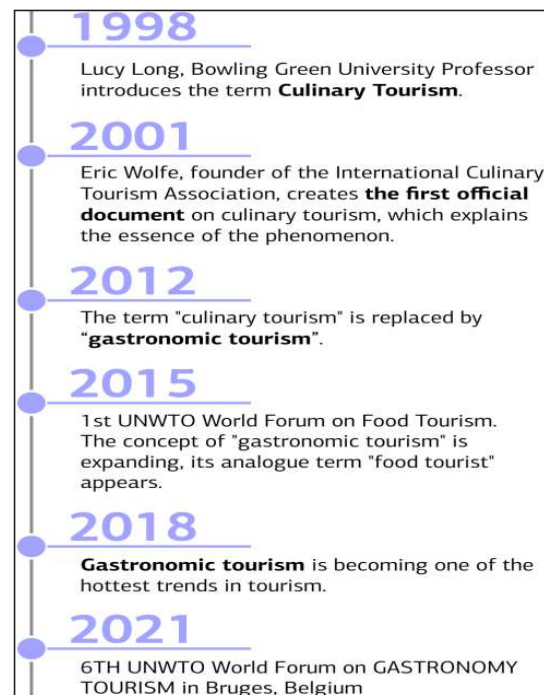 1998
Lucy Long, Bowling Green University Professor
introduces the term Culinary Tourism.
2001
Eric Wolfe, founder of the International Culinary
Tourism Association, creates the first official
document on culinary tourism, which explains
the essence of the phenomenon.
2012
The term "culinary tourism" is replaced by
“gastronomic tourism”.
2015
1st UNWTO World Forum on Food Tourism.
The concept of "gastronomic tourism" is
expanding, its analogue term "food tourist"
appears.
2018
Gastronomic tourism is becoming one of the
hottest trends in tourism.
2021
6TH UNWTO World Forum on GASTRONOMY
TOURISM in Bruges, Belgium